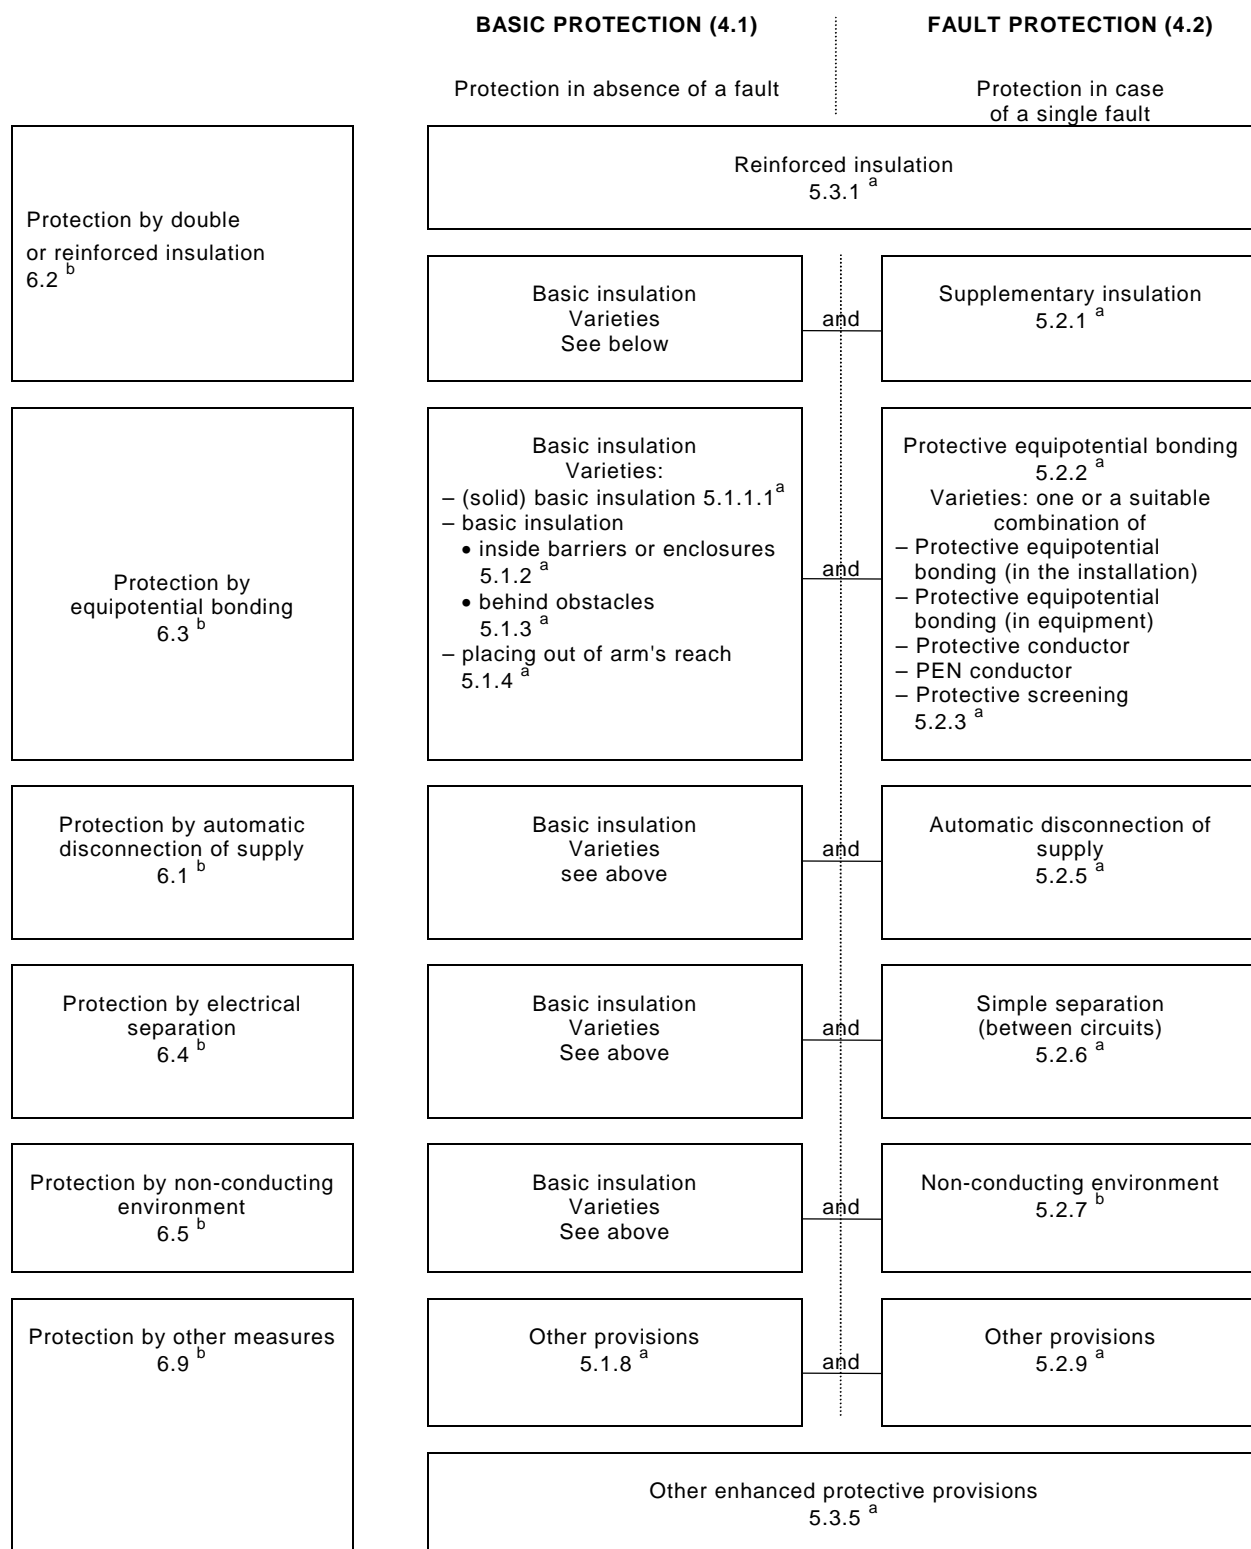 BASIC PROTECTION (4.1)
FAULT PROTECTION (4.2)
Protection in absence of a fault
Protection in case
of a single fault
Protection by double
or reinforced insulation
6.2 b
Reinforced insulation
5.3.1 a
Basic insulation
Varieties
See below
and
Supplementary insulation
5.2.1 a
Protection by
equipotential bonding
6.3 b
Basic insulation
Varieties:
– (solid) basic insulation 5.1.1.1 a
– basic insulation
• inside barriers or enclosures
5.1.2 a
• behind obstacles
5.1.3 a
– placing out of arm's reach
5.1.4 a
and
Protective equipotential bonding
5.2.2 a
Varieties: one or a suitable
combination of
– Protective equipotential
bonding (in the installation)
– Protective equipotential
bonding (in equipment)
– Protective conductor
– PEN conductor
– Protective screening
5.2.3 a
Protection by automatic
disconnection of supply
6.1 b
Basic insulation
Varieties
see above
and
Automatic disconnection of
supply
5.2.5 a
Protection by electrical
separation
6.4 b
Basic insulation
Varieties
See above
and
Simple separation
(between circuits)
5.2.6 a
Protection by non-conducting
environment
6.5 b
Basic insulation
Varieties
See above
and
Non-conducting environment
5.2.7 b
Protection by other measures
6.9 b
Other provisions
5.1.8 a
and
Other provisions
5.2.9 a
Other enhanced protective provisions
5.3.5 a